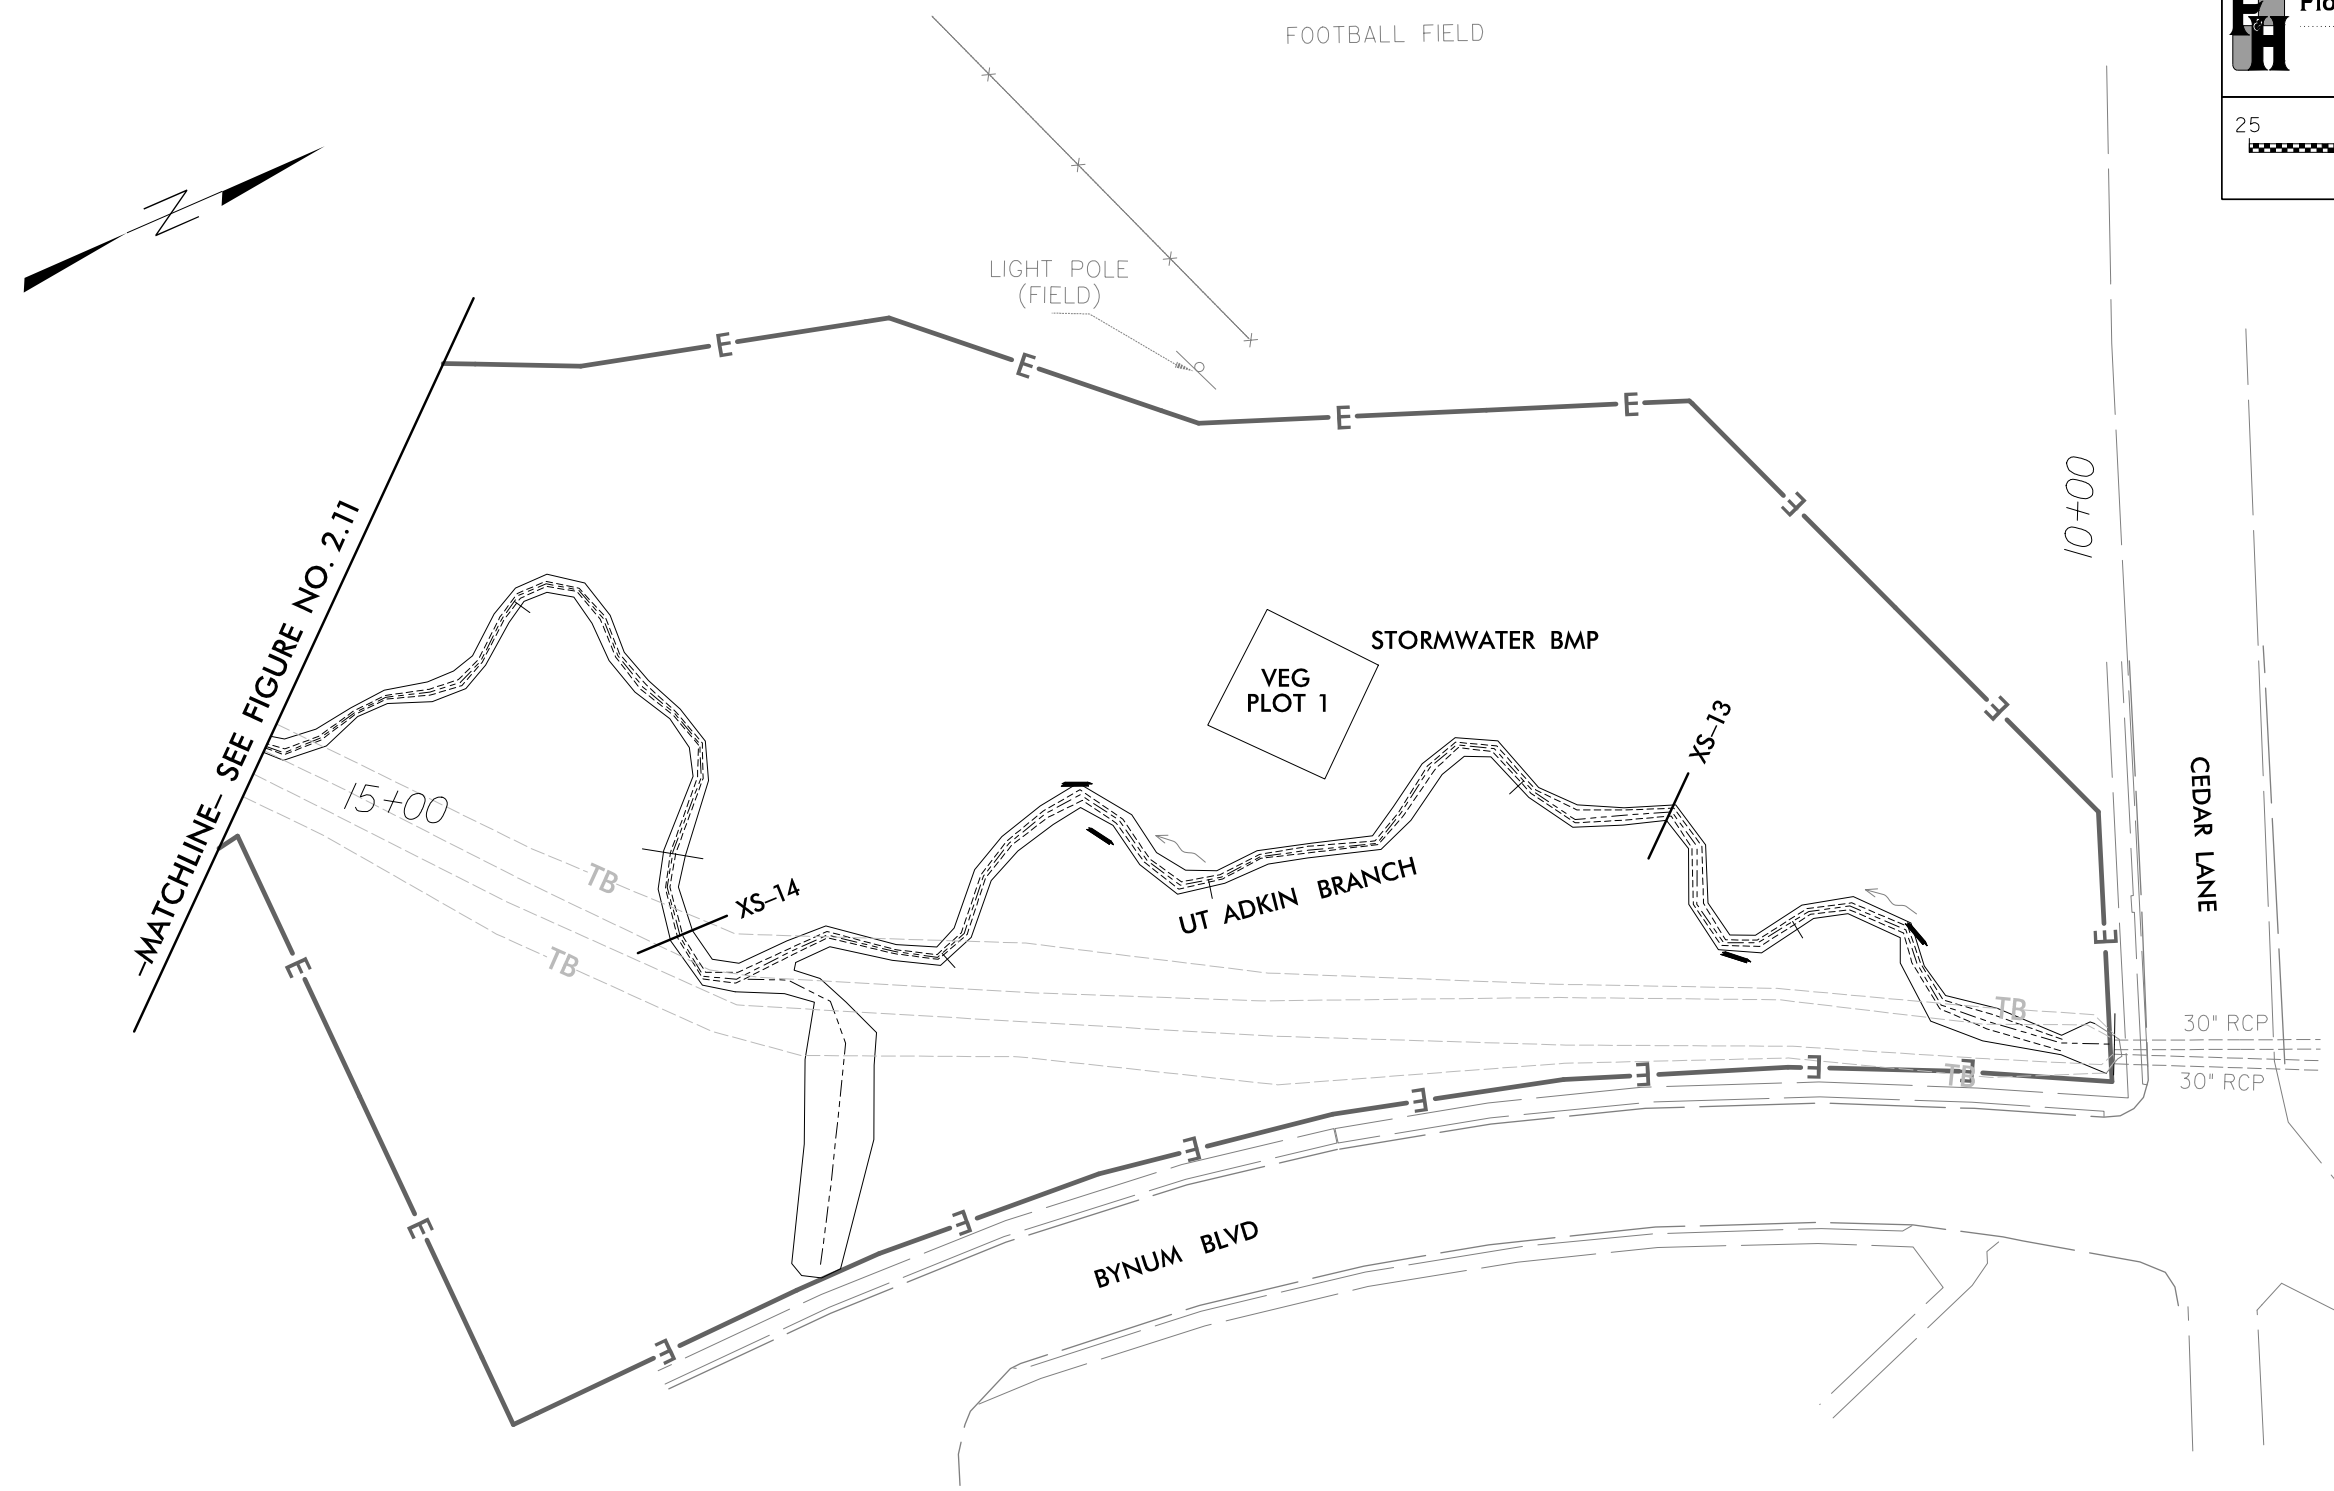 FOOTBALL FIELD
25
N
LIGHT POLE
(FIELD)
E
E
E
E
E
E
E
10+00
-MATCHLINE- SEE FIGURE NO. 2.11
STORMWATER BMP
VEG
PLOT 1
XS-13
CEDAR LANE
15+00
TB
TB
XS-14
UT ADKIN BRANCH
TB
TB
30" RCP
30" RCP
E
E
E
E
E
E
E
E
E
E
BYNUM BLVD